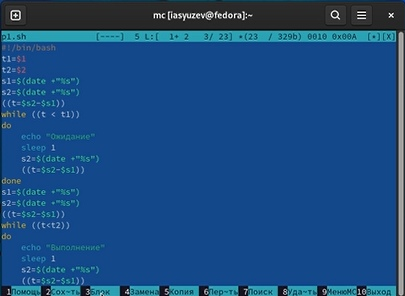 mc [iasyuzev@fedora]:~
p1.sh [----] 5 L:[ 1+ 2 3/ 23] *(23 / 329b) 0010 0x00A [*][X]
#!/bin/bash
t1=$1
t2=$2
s1=$(date +"%s")
s2=$(date +"%s")
((t=$s2-$s1))
while ((t < t1))
do
echo "Ожидание"
sleep 1
s2=$(date +"%s")
((t=$s2-$s1))
done
s1=$(date +"%s")
s2=$(date +"%s")
((t=$s2-$s1))
while ((t<t2))
do
echo "Выполнение"
sleep 1
s2=$(date +"%s")
((t=$s2-$s1))
1Помощь 2Сох~ть 3Блок 4Замена 5Копия 6Пер~ть 7Поиск 8Уда~ть 9МенюMC 10Выход